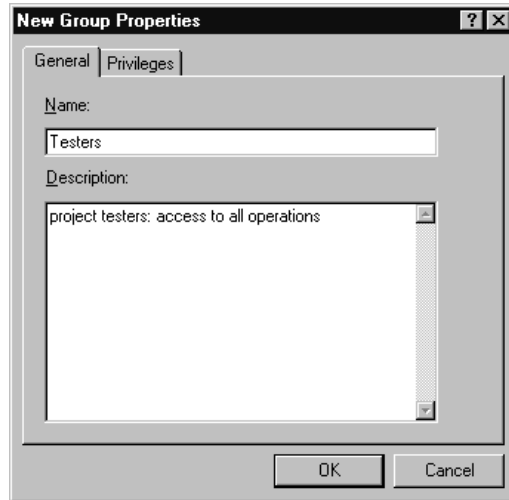 New Group Properties
General Privileges
Name:
Testers
Description:
project testers: access to all operations
OK Cancel